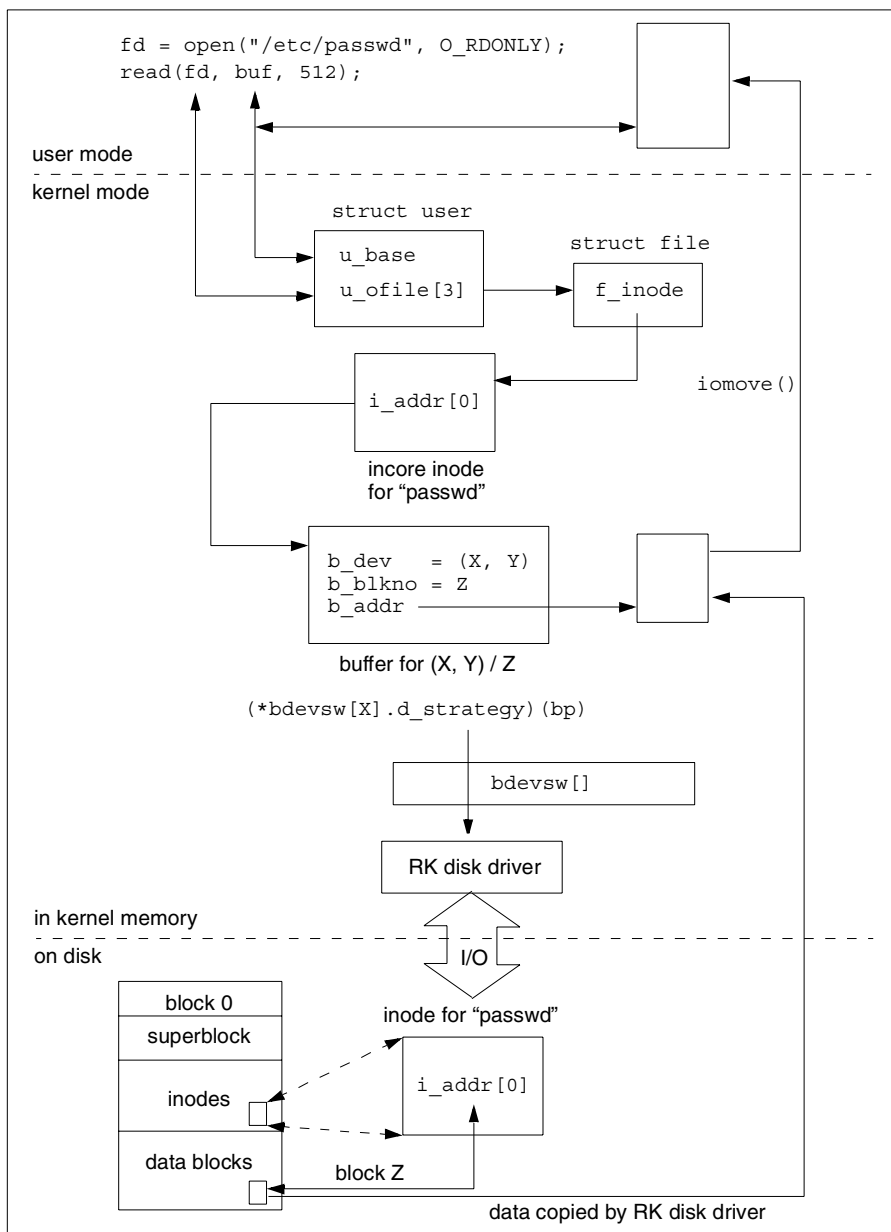 fd = open("/etc/passwd", O_RDONLY);
read(fd, buf, 512);
user mode
kernel mode
struct user
struct file
u_base
u_ofile[3]
f_inode
i_addr[0]
iomove()
incore inode
for “passwd”
b_dev = (X, Y)
b_blkno = Z
b_addr
buffer for (X, Y) / Z
(*bdevsw[X].d_strategy)(bp)
bdevsw[]
RK disk driver
in kernel memory
on disk
I/O
block 0
inode for “passwd”
superblock
inodes
i_addr[0]
data blocks
block Z
data copied by RK disk driver